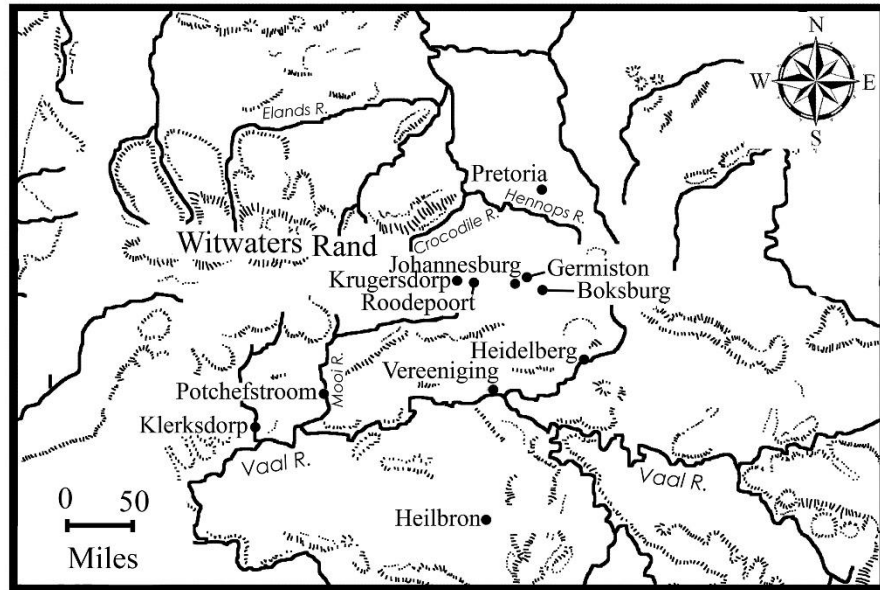 N
W
E
S
Elands R.
Pretoria
Hennops R.
Crocodile R.
Witwaters Rand
Johannesburg
Germiston
Krugersdorp
Roodepoort
Boksburg
Heidelberg
Vereeniging
Mooi R.
Potchefstroom
Klerksdorp
Vaal R.
Vaal R.
0 50
Miles
Heilbron